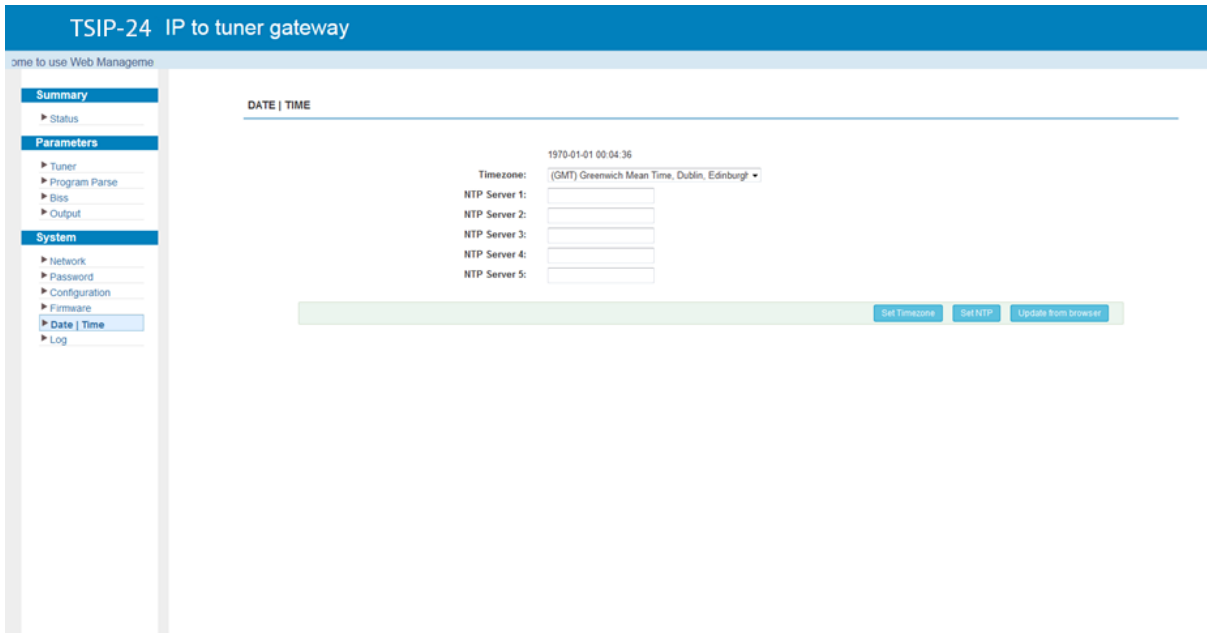 TSIP-24 IP to tuner gateway
ome to use Web Manageme
Summary
Status
Parameters
Tuner
Program Parse
Biss
Output
System
Network
Password
Configuration
Firmware
Date | Time
Log
DATE | TIME
1970-01-01 00:04:36
Timezone: (GMT) Greenwich Mean Time, Dublin, Edinburgh
NTP Server 1:
NTP Server 2:
NTP Server 3:
NTP Server 4:
NTP Server 5:
Set Timezone Set NTP Update from browser